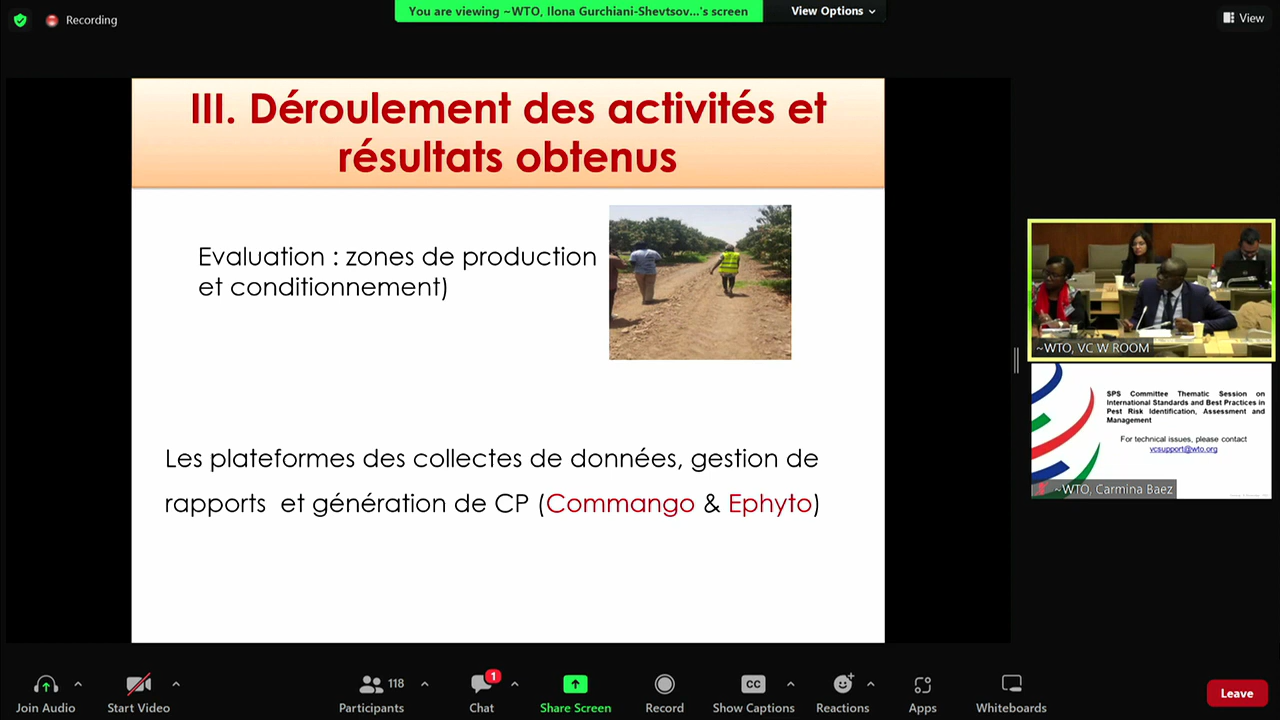 Recording
You are viewing ~WTO, Ilona Gurchiani-Shevtsov...'s screen
View Options
View
III. Déroulement des activités et
résultats obtenus
Evaluation : zones de production
et conditionnement)
Les plateformes des collectes de données, gestion de
rapports et génération de CP (Commango & Ephyto)
~WTO, VC W ROOM
SPS Committee Thematic Session on
International Standards and Best Practices in
Pest Risk Identification, Assessment and
Management
For technical issues, please contact
vcsupport@wto.org
~WTO, Carmina Baez
Join Audio
Start Video
118
Participants
1
Chat
Share Screen
Record
CC
Show Captions
Reactions
Apps
Whiteboards
Leave